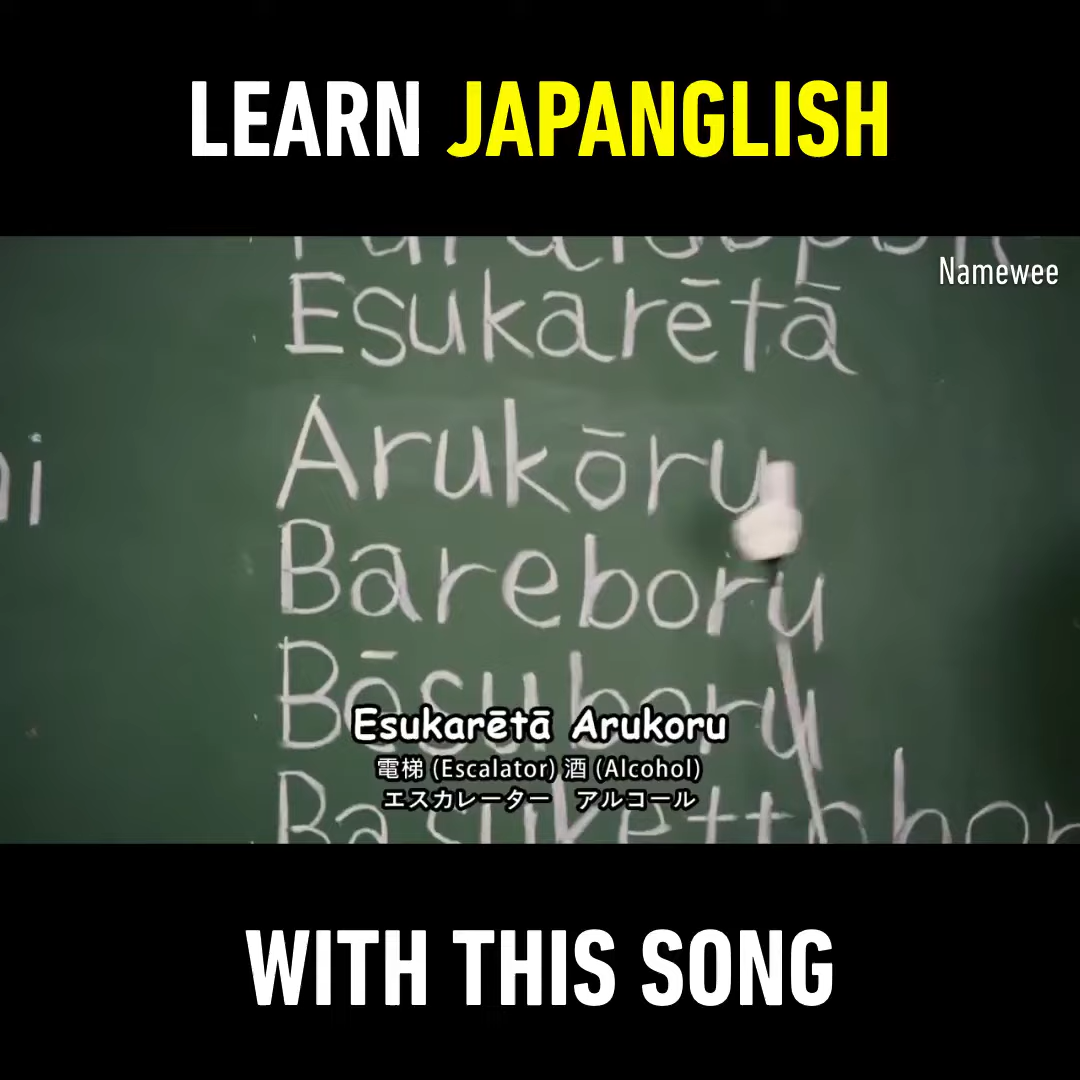 LEARN JAPANGLISH
Namewee
Esukarētā
Arukōru
Bareboru
Bōsuboru
Esukarētā Arukoru
電梯 (Escalator) 酒 (Alcohol)
エスカレーター アルコール
WITH THIS SONG